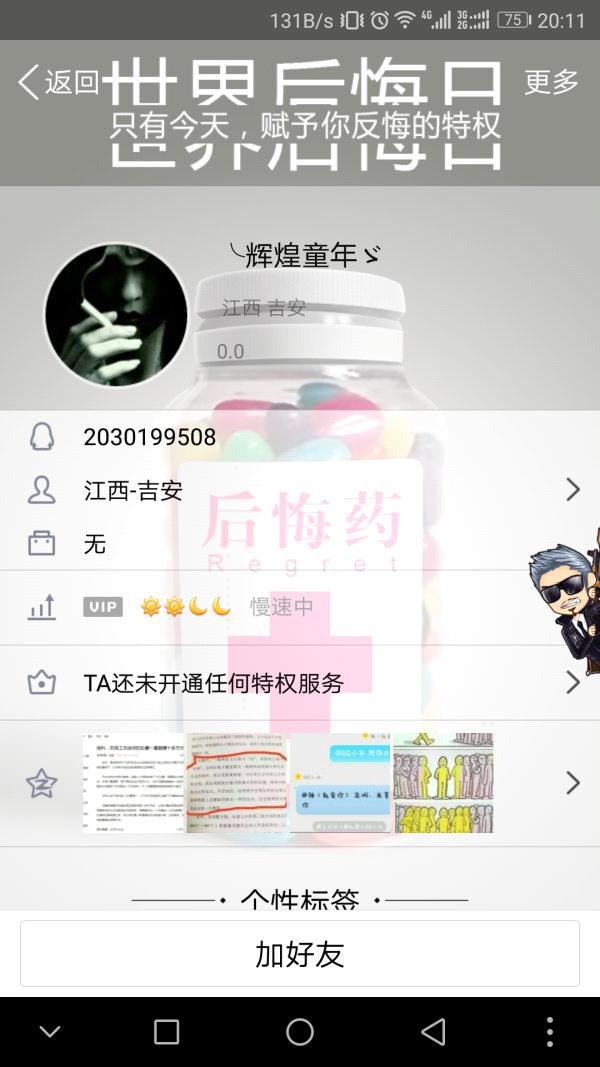 131B/s 4G 3G 2G 75 20:11
返回
世界后悔日
更多
只有今天，赋予你反悔的特权
╰辉煌童年ゞ
江西 吉安
0.0
2030199508
江西-吉安
后悔药
Regret
无
VIP 慢速中
TA还未开通任何特权服务
· 个性标签 ·
加好友